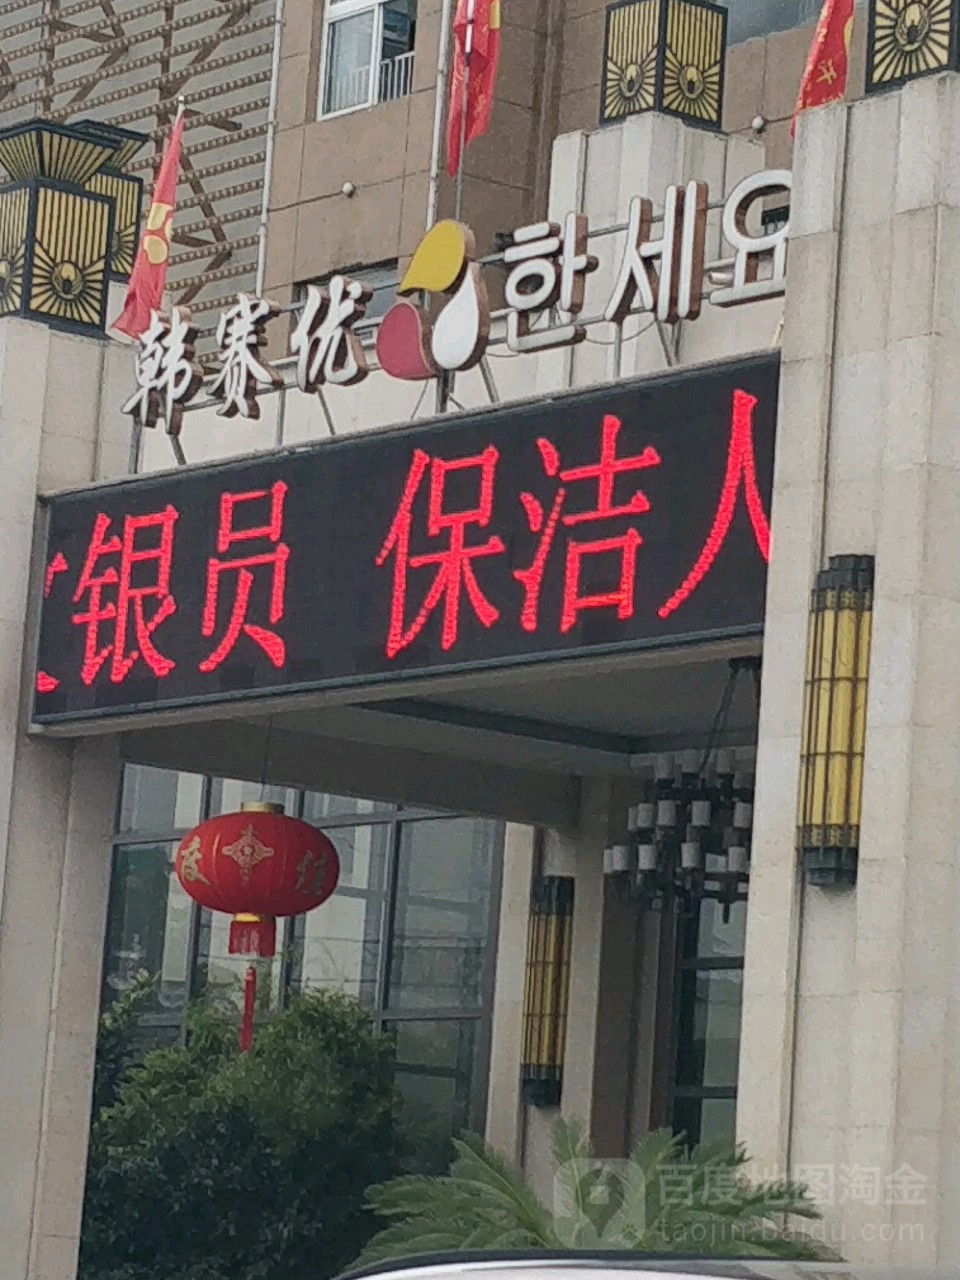 韩赛优 한세요
银员 保洁人
百度地图淘金
taojin.baidu.com